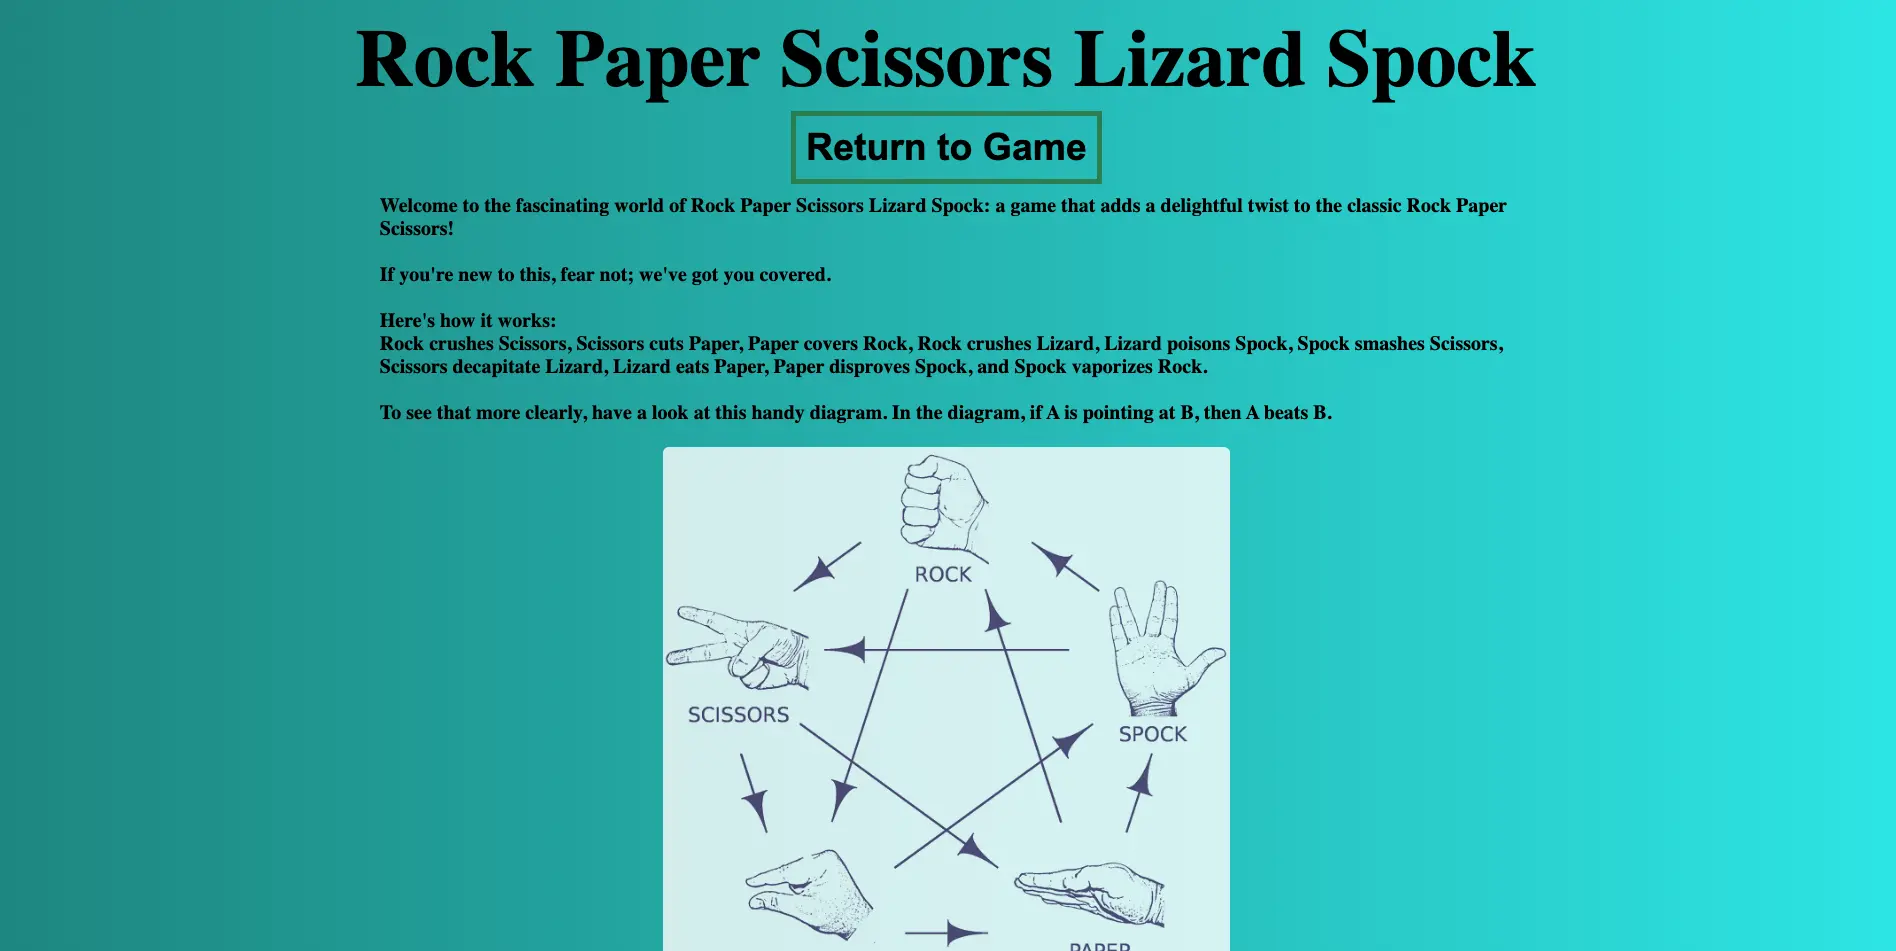 Rock Paper Scissors Lizard Spock
Return to Game
Welcome to the fascinating world of Rock Paper Scissors Lizard Spock: a game that adds a delightful twist to the classic Rock Paper
Scissors!
If you're new to this, fear not; we've got you covered.
Here's how it works:
Rock crushes Scissors, Scissors cuts Paper, Paper covers Rock, Rock crushes Lizard, Lizard poisons Spock, Spock smashes Scissors,
Scissors decapitate Lizard, Lizard eats Paper, Paper disproves Spock, and Spock vaporizes Rock.
To see that more clearly, have a look at this handy diagram. In the diagram, if A is pointing at B, then A beats B.
ROCK
SCISSORS
SPOCK
PAPER